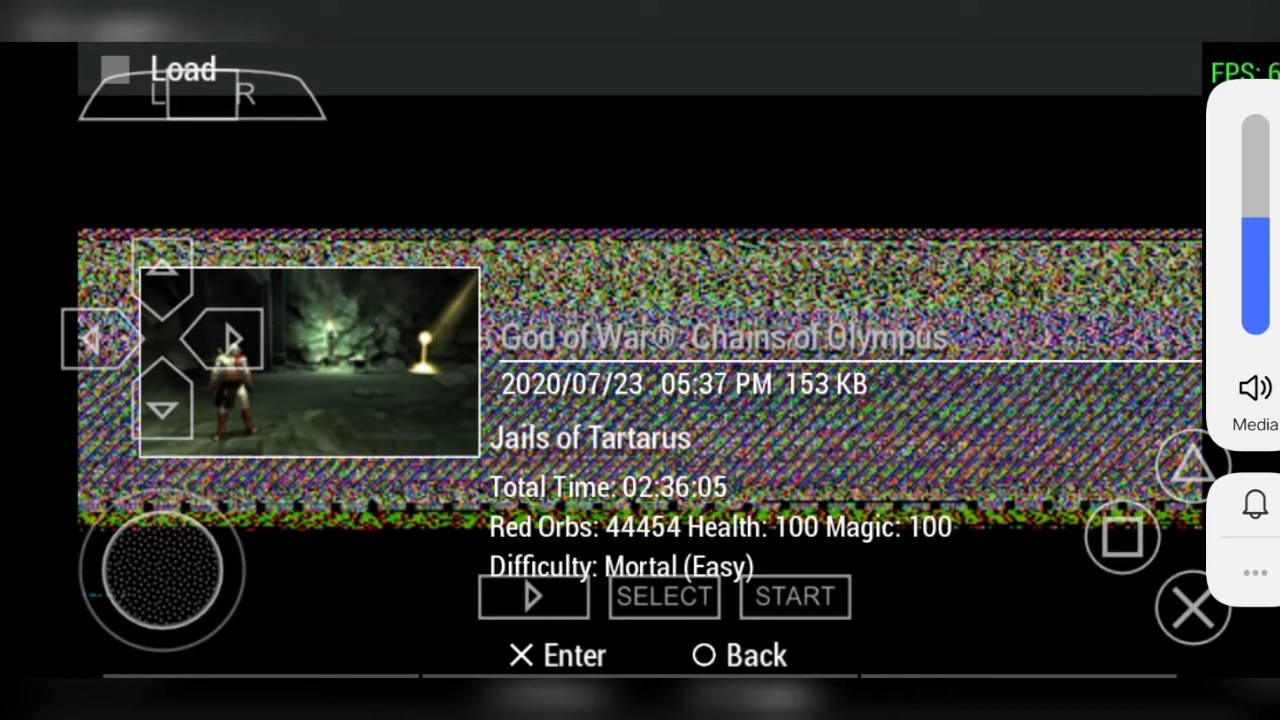 Load
L R
FPS: 6
God of War®: Chains of Olympus
2020/07/23 05:37 PM 153 KB
Jails of Tartarus
Total Time: 02:36:05
Red Orbs: 44454 Health: 100 Magic: 100
Difficulty: Mortal (Easy)
SELECT START
Enter Back
Media